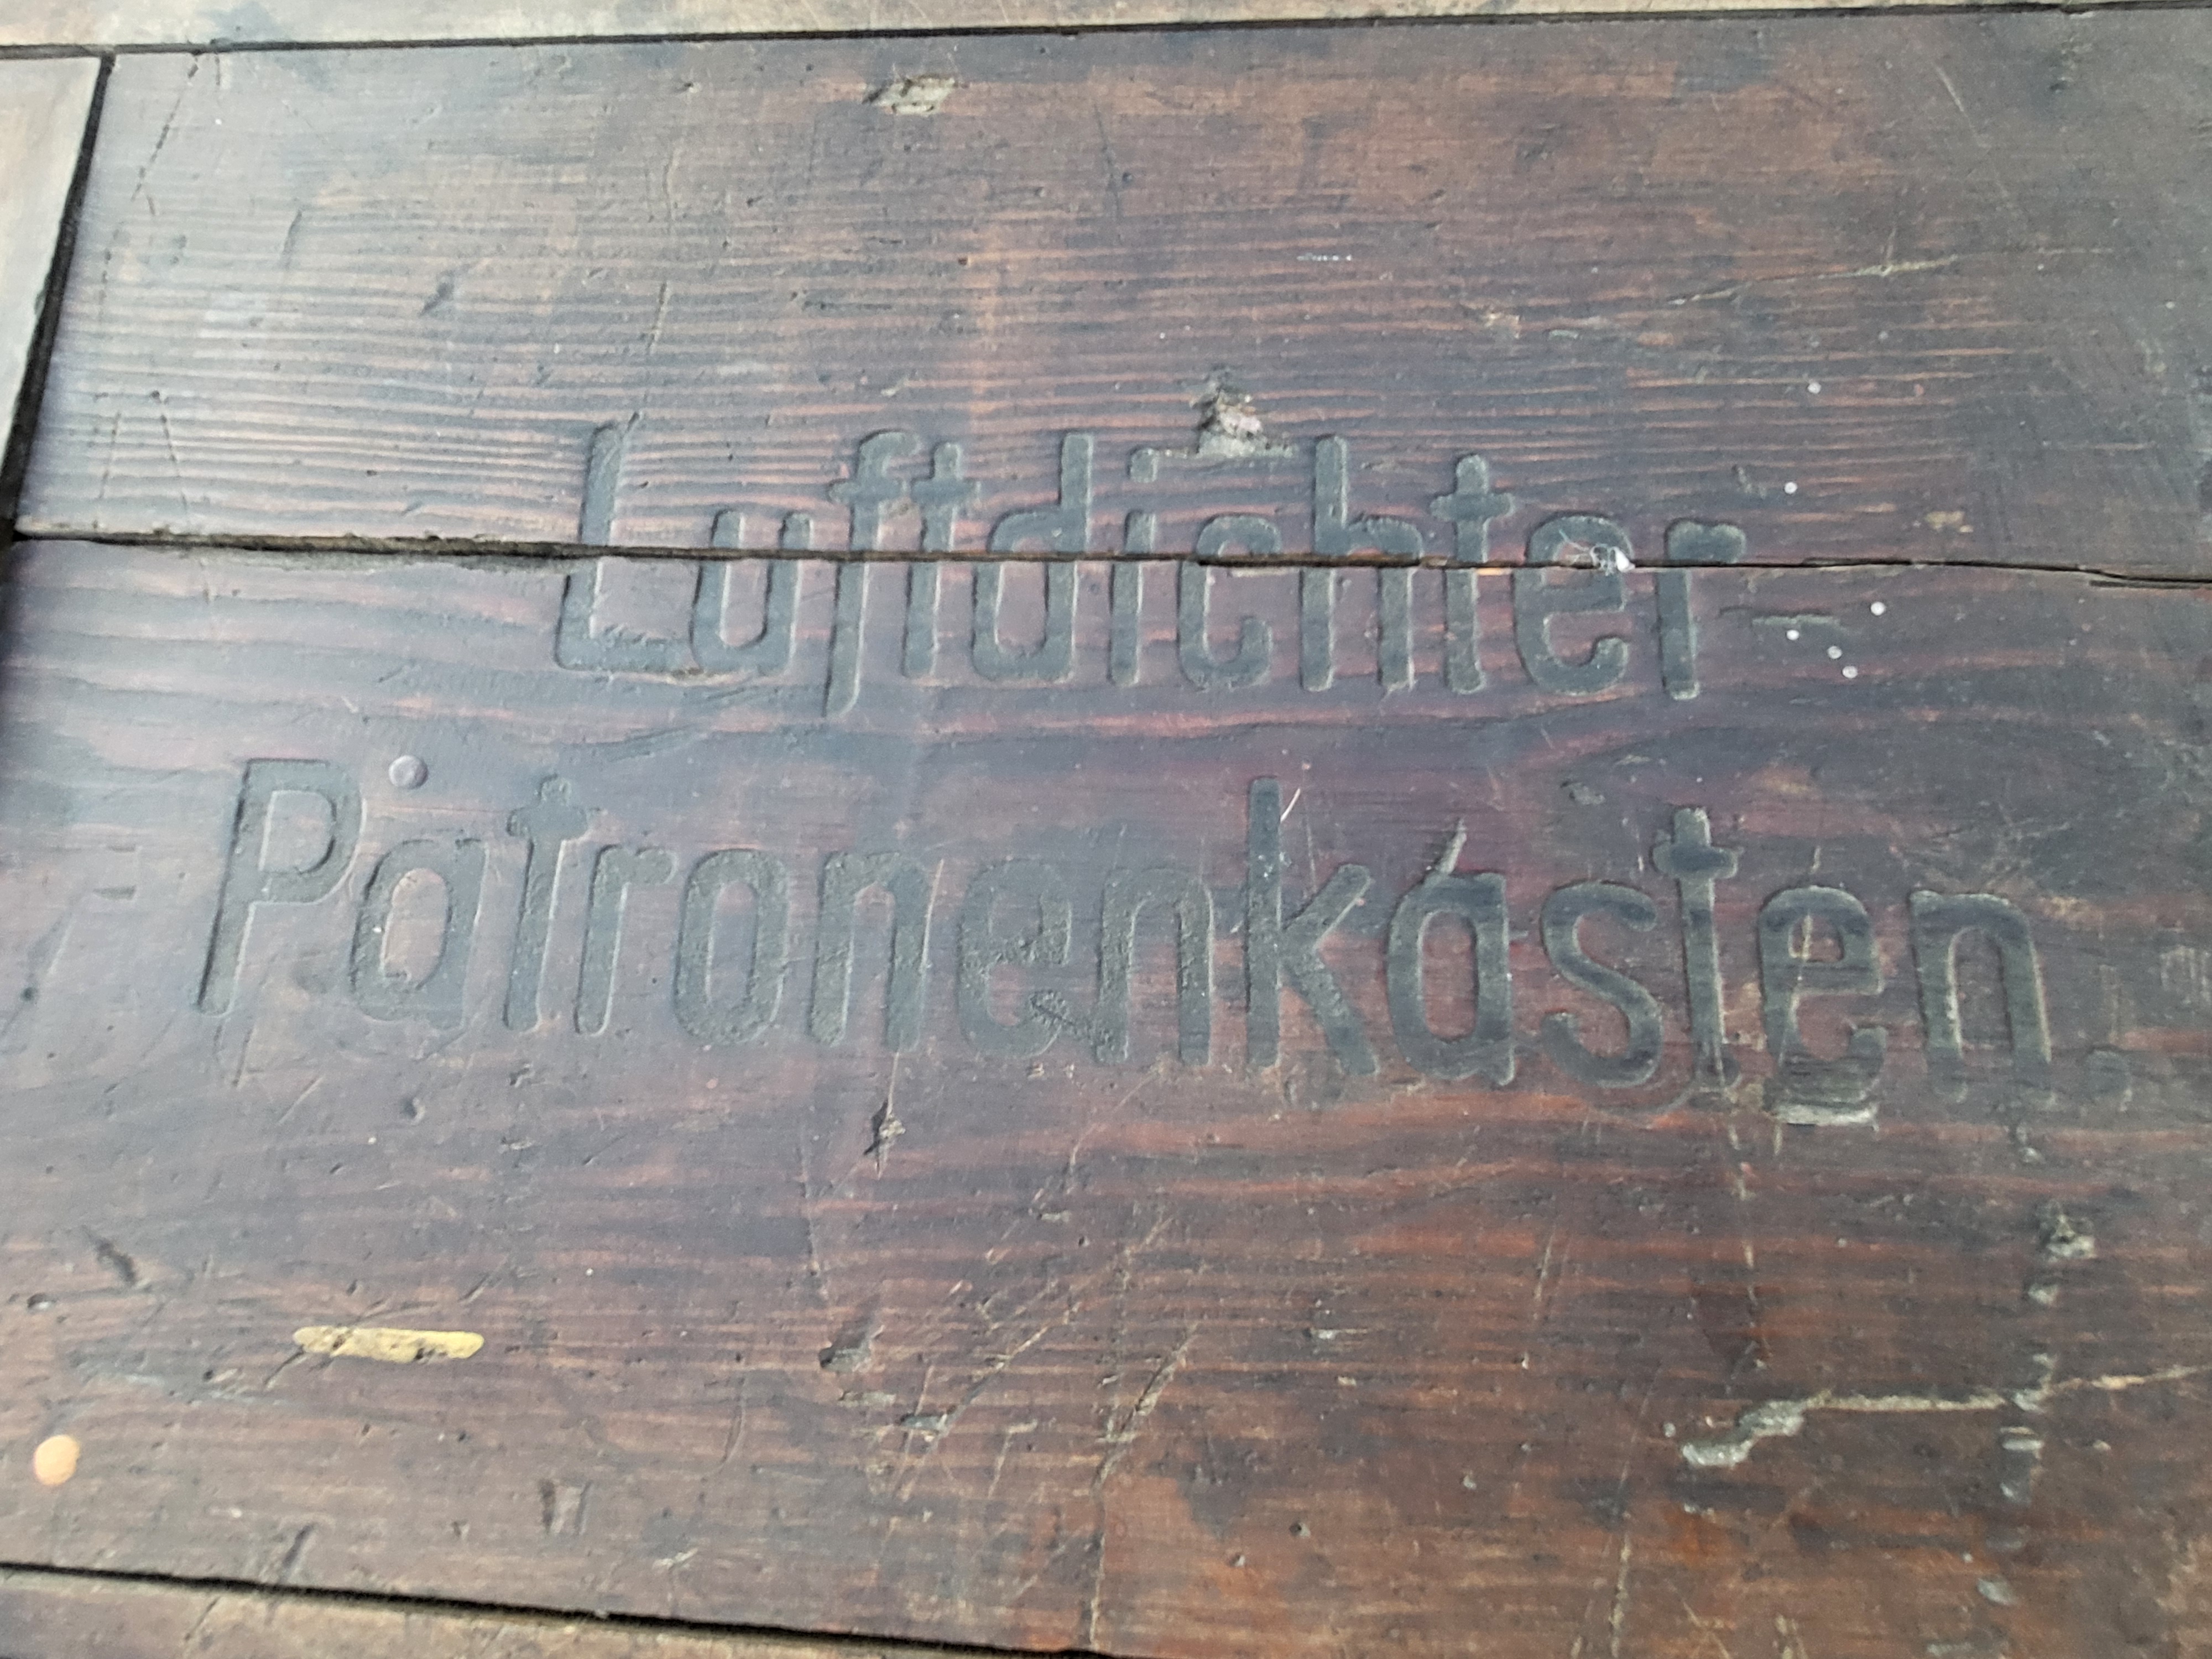 Luftdichter
Patronenkasten.